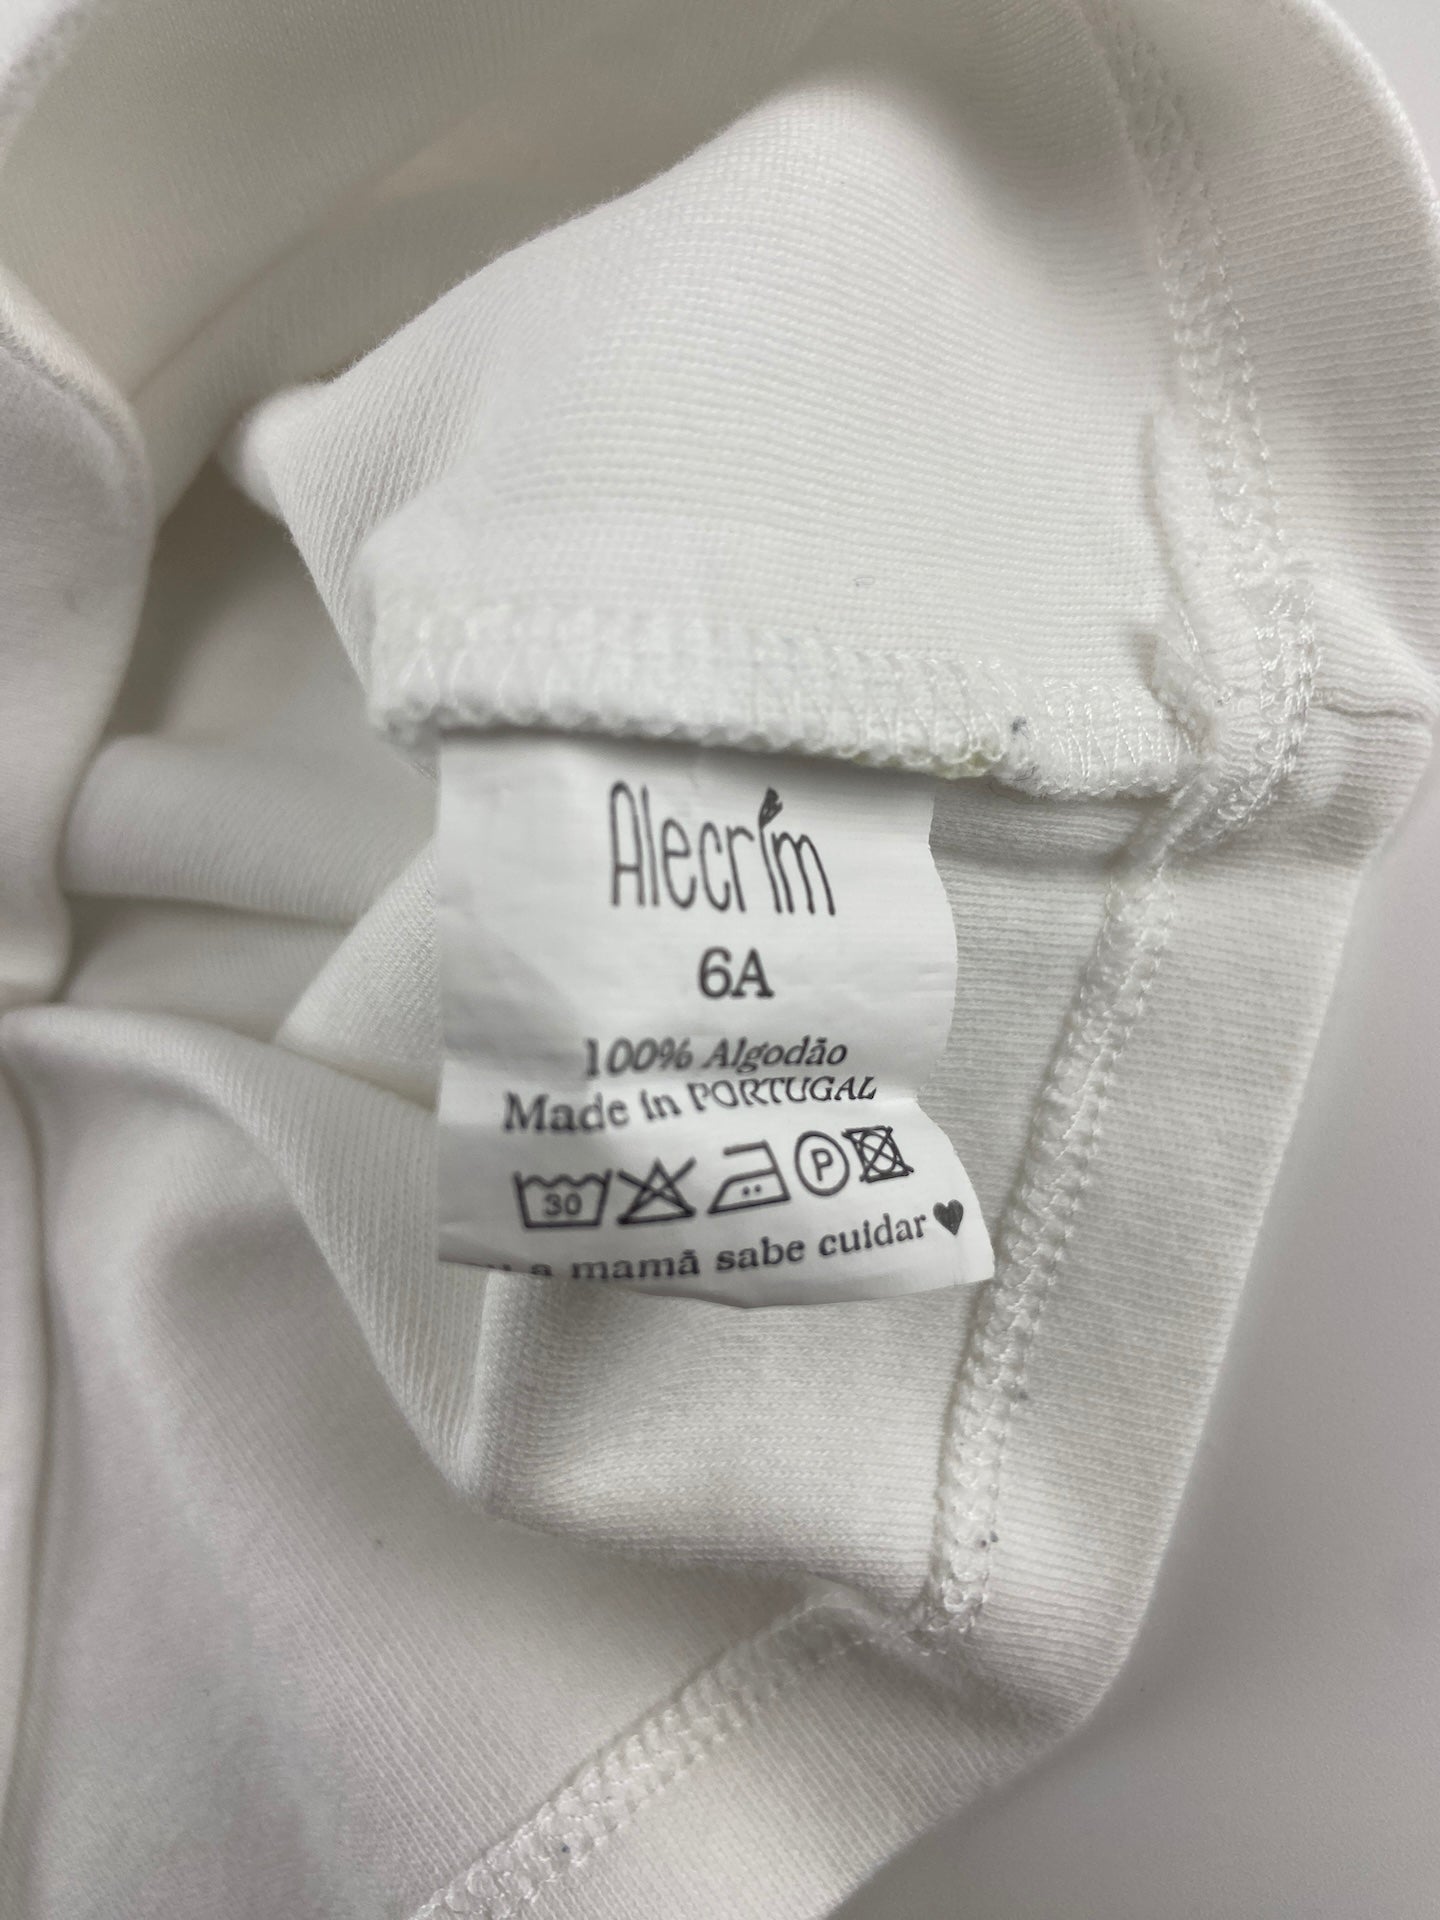 Alecrim
6A
100% Algodão
Made in PORTUGAL
30 P
a mamã sabe cuidar♥